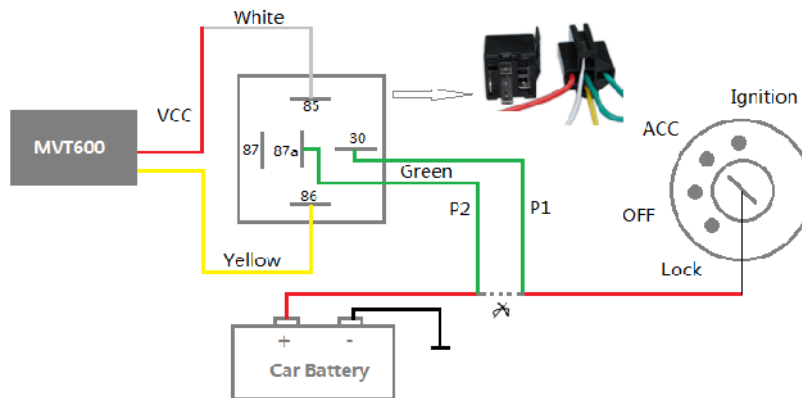 White
Ignition
VCC
85
ACC
MVT600
87
87a
30
Green
86
P2
P1
OFF
Yellow
Lock
+
-
Car Battery